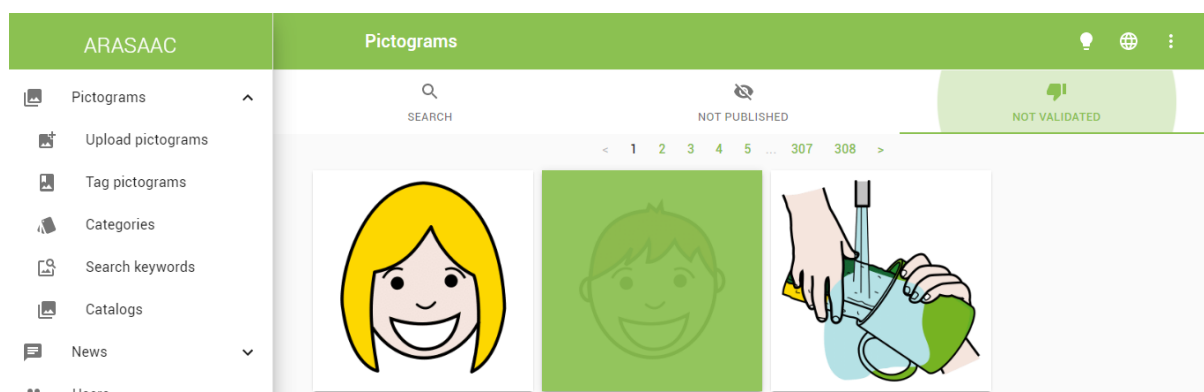 ARASAAC
Pictograms
Pictograms
Upload pictograms
Tag pictograms
Categories
Search keywords
Catalogs
News
SEARCH
NOT PUBLISHED
NOT VALIDATED
< 1 2 3 4 5 ... 307 308 >